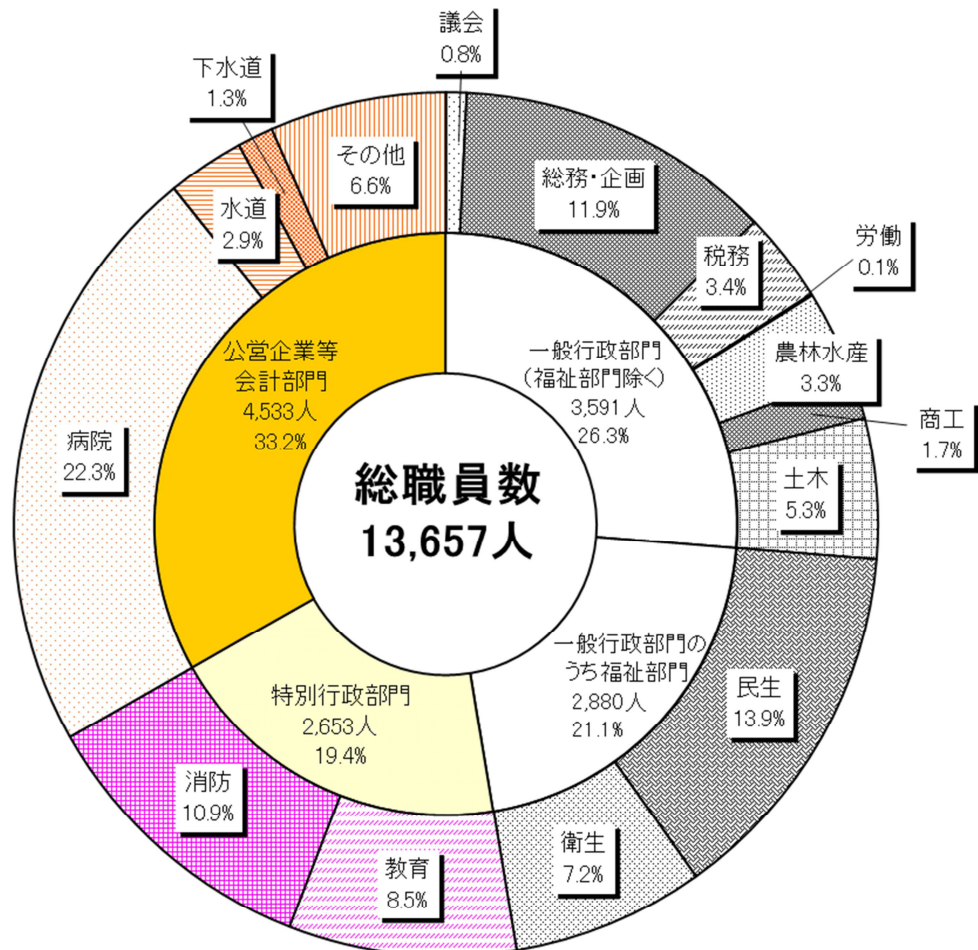 議会
0.8%
下水道
1.3%
その他
6.6%
総務・企画
11.9%
水道
2.9%
税務
3.4%
労働
0.1%
農林水産
3.3%
商工
1.7%
土木
5.3%
病院
22.3%
公営企業等
会計部門
4,533人
33.2%
一般行政部門
(福祉部門除く)
3,591人
26.3%
総職員数
13,657人
一般行政部門の
うち福祉部門
2,880人
21.1%
特別行政部門
2,653人
19.4%
民生
13.9%
消防
10.9%
教育
8.5%
衛生
7.2%